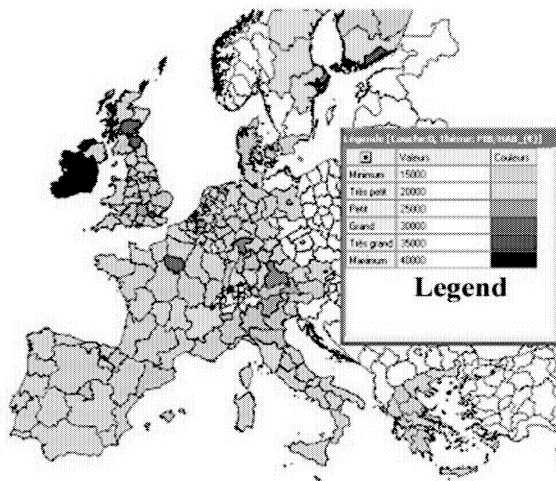 Valeurs Couleurs
Minimum 15000
Très petit 20000
Petit 25000
Grand 30000
Très grand 35000
Maximum 40000
Legend